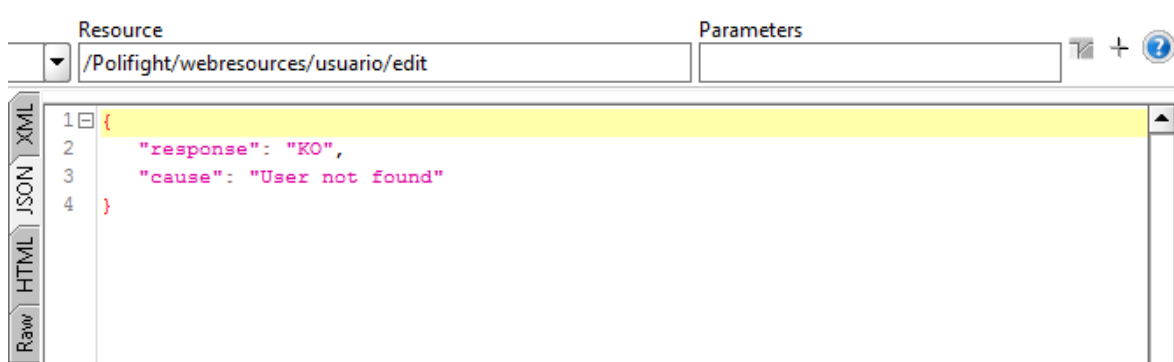 Resource
Parameters
/Polifight/webresources/usuario/edit
XML
JSON
HTML
Raw
1 {
2 "response": "KO",
3 "cause": "User not found"
4 }